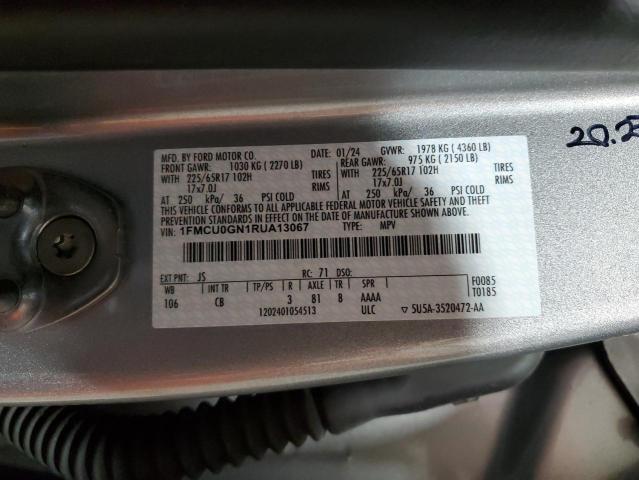 MFD. BY FORD MOTOR CO. DATE: 01/24 GVWR: 1978 KG ( 4360 LB)
FRONT GAWR: 1030 KG ( 2270 LB) REAR GAWR: 975 KG ( 2150 LB)
WITH 225/65R17 102H TIRES WITH 225/65R17 102H TIRES
17x7.0J RIMS 17x7.0J RIMS
AT 250 kPa/ 36 PSI COLD AT 250 kPa/ 36 PSI COLD
THIS VEHICLE CONFORMS TO ALL APPLICABLE FEDERAL MOTOR VEHICLE SAFETY AND THEFT
PREVENTION STANDARDS IN EFFECT ON THE DATE OF MANUFACTURE SHOWN ABOVE.
VIN: 1FMCU0GN1RUA13067 TYPE: MPV
EXT PNT: JS RC: 71 DSO:
WB INT TR TP/PS R AXLE TR SPR F0085
106 CB 3 81 8 AAAA T0185
1202401054513 ULC 5U5A-3520472-AA